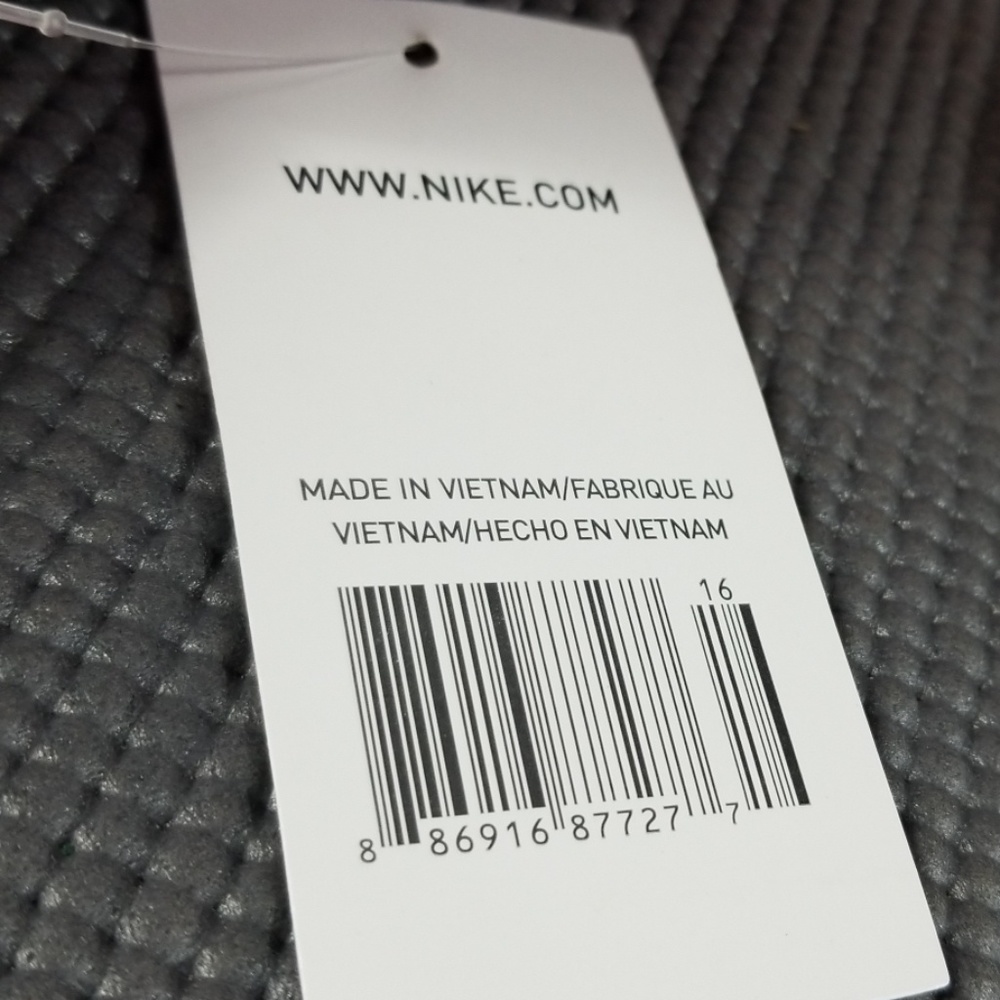 WWW.NIKE.COM
MADE IN VIETNAM/FABRIQUE AU
VIETNAM/HECHO EN VIETNAM
16
8 86916 87727 7